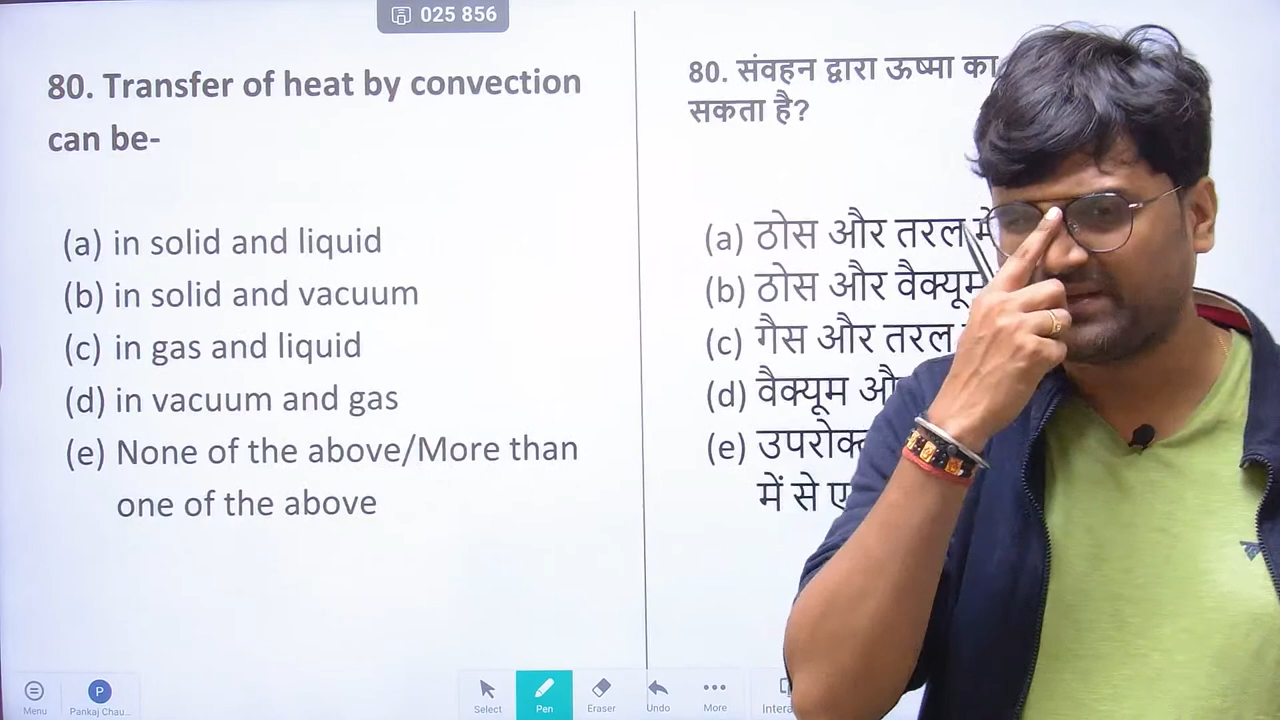 025 856
80. Transfer of heat by convection
can be-
(a) in solid and liquid
(b) in solid and vacuum
(c) in gas and liquid
(d) in vacuum and gas
(e) None of the above/More than
one of the above
80. संवहन द्वारा ऊष्मा का
सकता है?
(a) ठोस और तरल में
(b) ठोस और वैक्यूम
(c) गैस और तरल
(d) वैक्यूम
(e)
में से
Menu
Pankaj Chau...
Select
Pen
Eraser
Undo
More